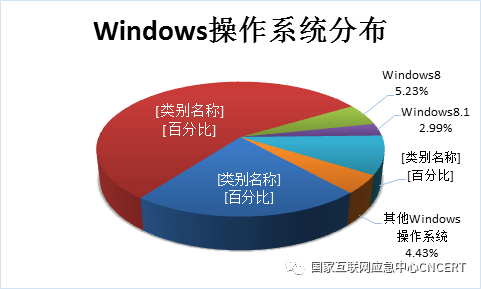 Windows操作系统分布
Windows8
5.23%
Windows8.1
2.99%
[类别名称]
[百分比]
[类别名称]
[百分比]
[类别名称]
[百分比]
其他Windows
操作系统
4.43%
国家互联网应急中心CNCERT